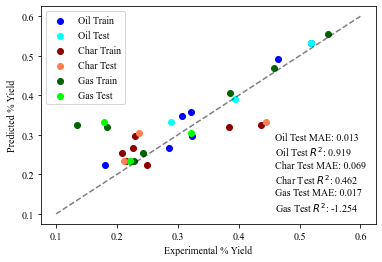 0.6
0.5
0.4
0.3
0.2
0.1
Predicted % Yield
Oil Train
Oil Test
Char Train
Char Test
Gas Train
Gas Test
Oil Test MAE: 0.013
Oil Test R²: 0.919
Char Test MAE: 0.069
Char Test R²: 0.462
Gas Test MAE: 0.017
Gas Test R²: -1.254
0.1 0.2 0.3 0.4 0.5 0.6
Experimental % Yield